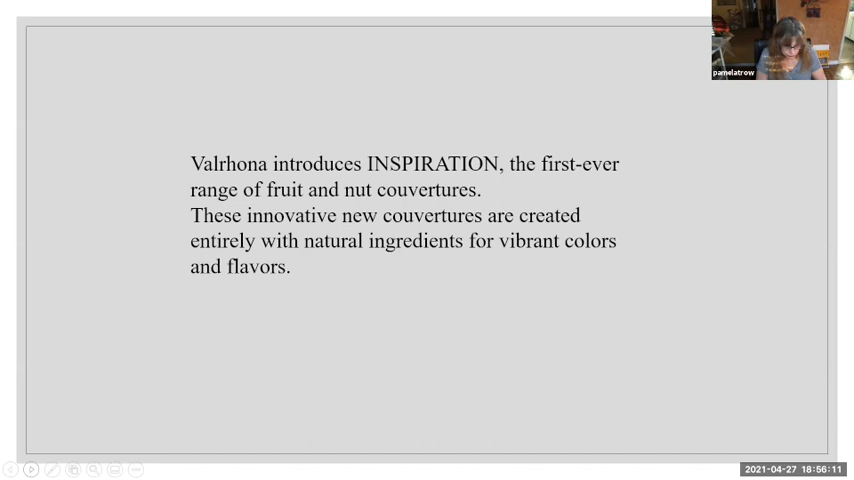 pamelatrow
Valrhona introduces INSPIRATION, the first-ever
range of fruit and nut couvertures.
These innovative new couvertures are created
entirely with natural ingredients for vibrant colors
and flavors.
2021-04-27 18:56:11